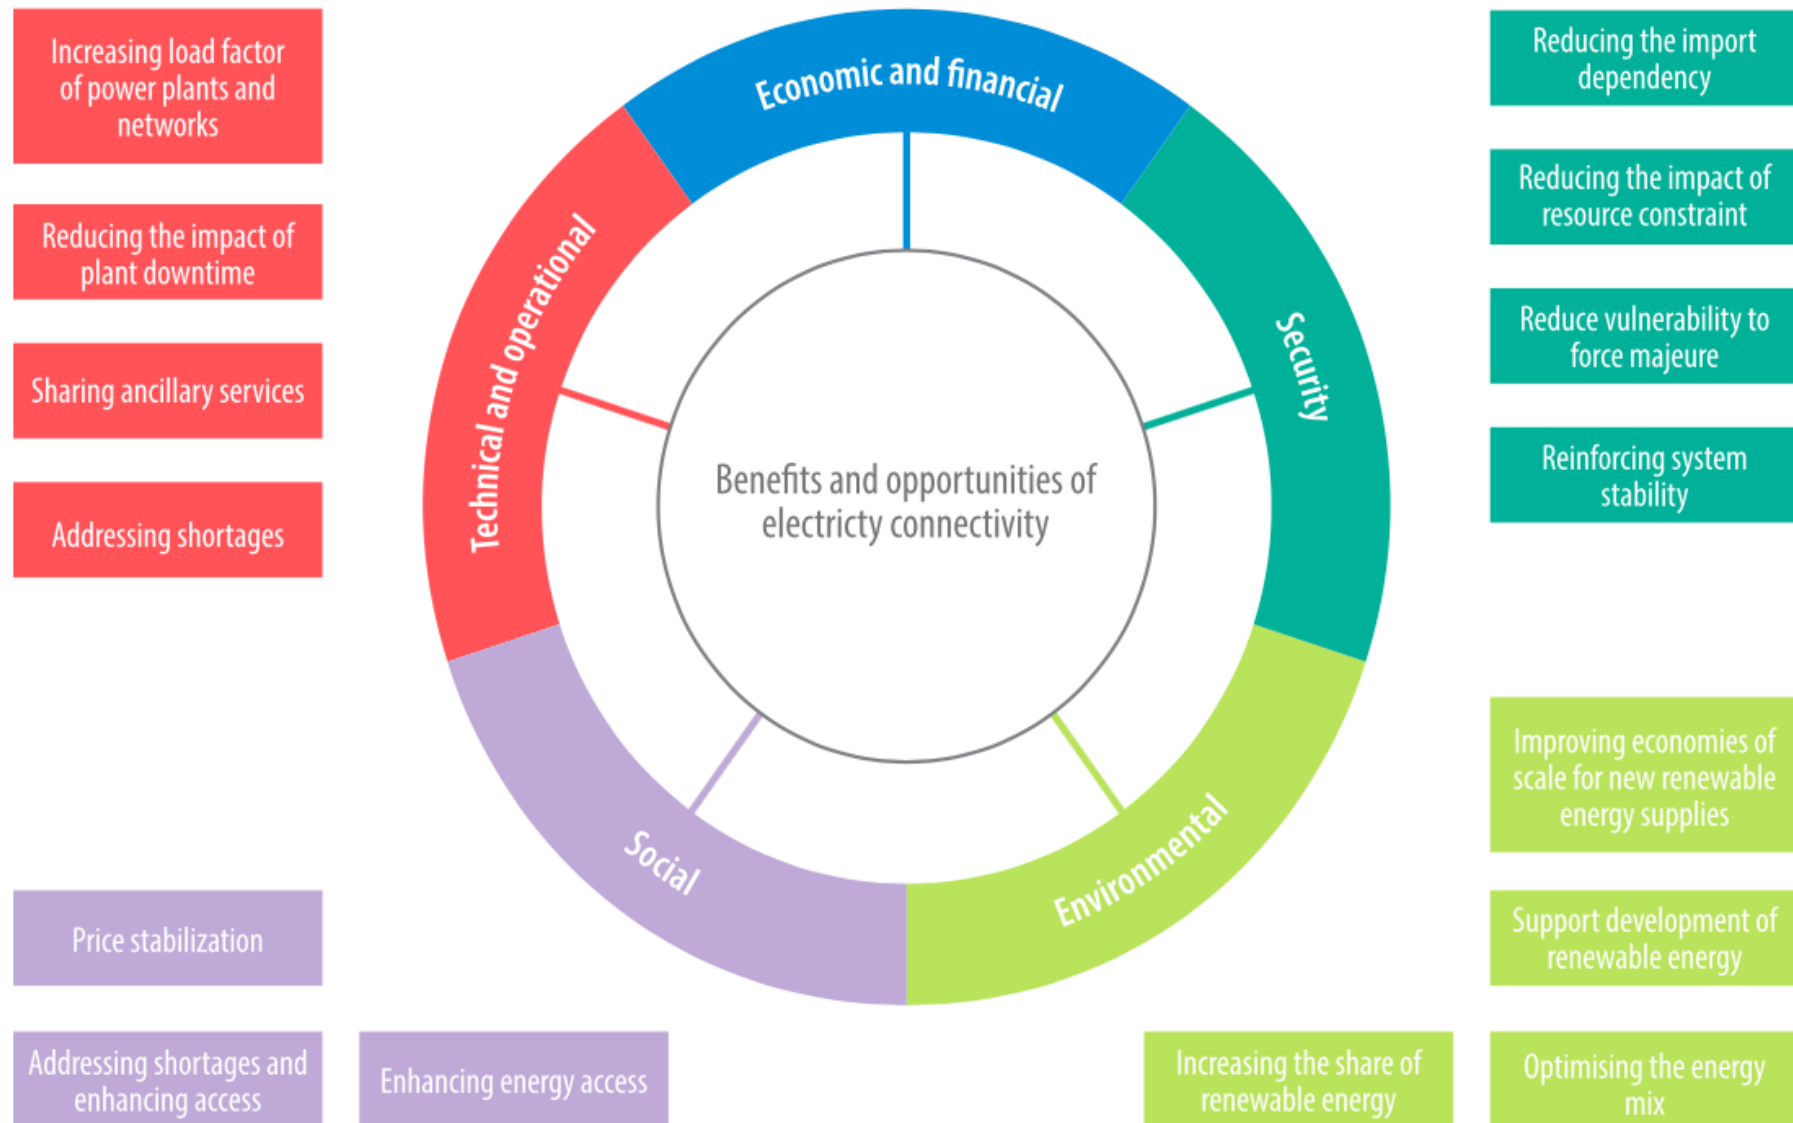 Increasing load factor
of power plants and
networks
Reducing the impact of
plant downtime
Sharing ancillary services
Addressing shortages
Economic and financial
Technical and operational
Security
Benefits and opportunities of
electricty connectivity
Social
Environmental
Reducing the import
dependency
Reducing the impact of
resource constraint
Reduce vulnerability to
force majeure
Reinforcing system
stability
Improving economies of
scale for new renewable
energy supplies
Support development of
renewable energy
Price stabilization
Addressing shortages and
enhancing access
Enhancing energy access
Increasing the share of
renewable energy
Optimising the energy
mix